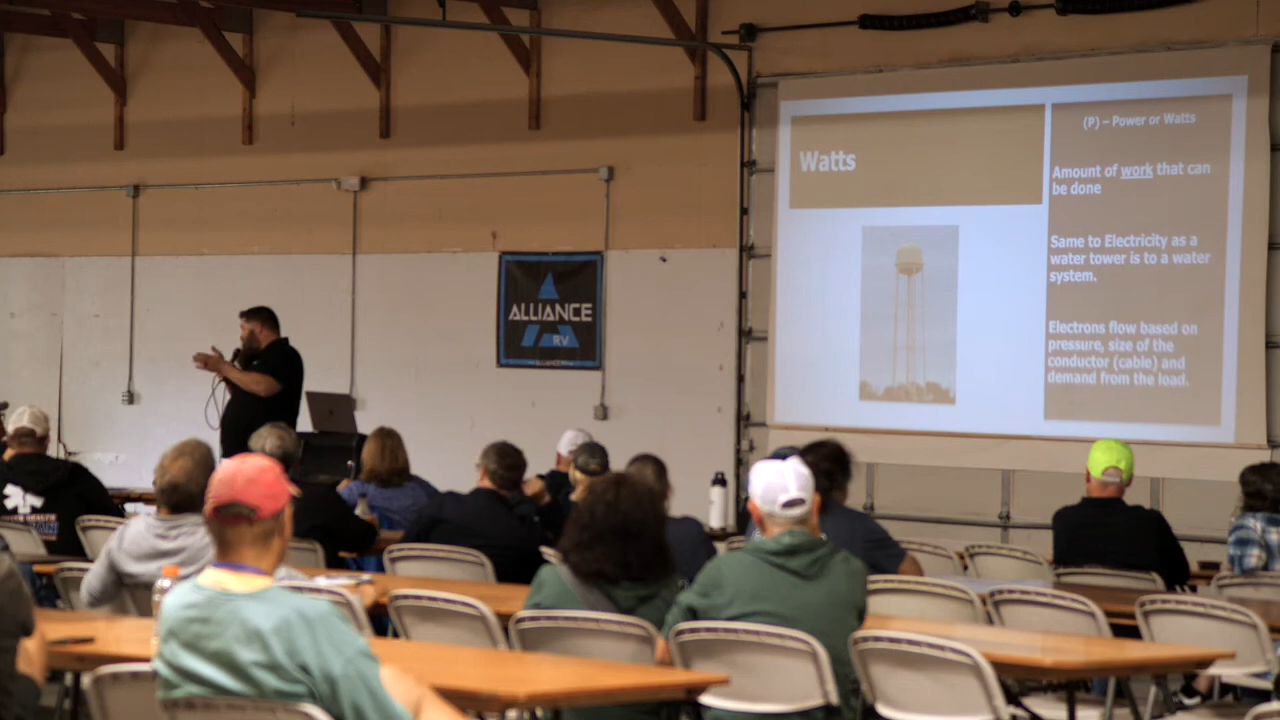 Watts
(P) – Power or Watts
Amount of work that can
be done
Same to Electricity as a
water tower is to a water
system.
Electrons flow based on
pressure, size of the
conductor (cable) and
demand from the load.
ALLIANCE
RV